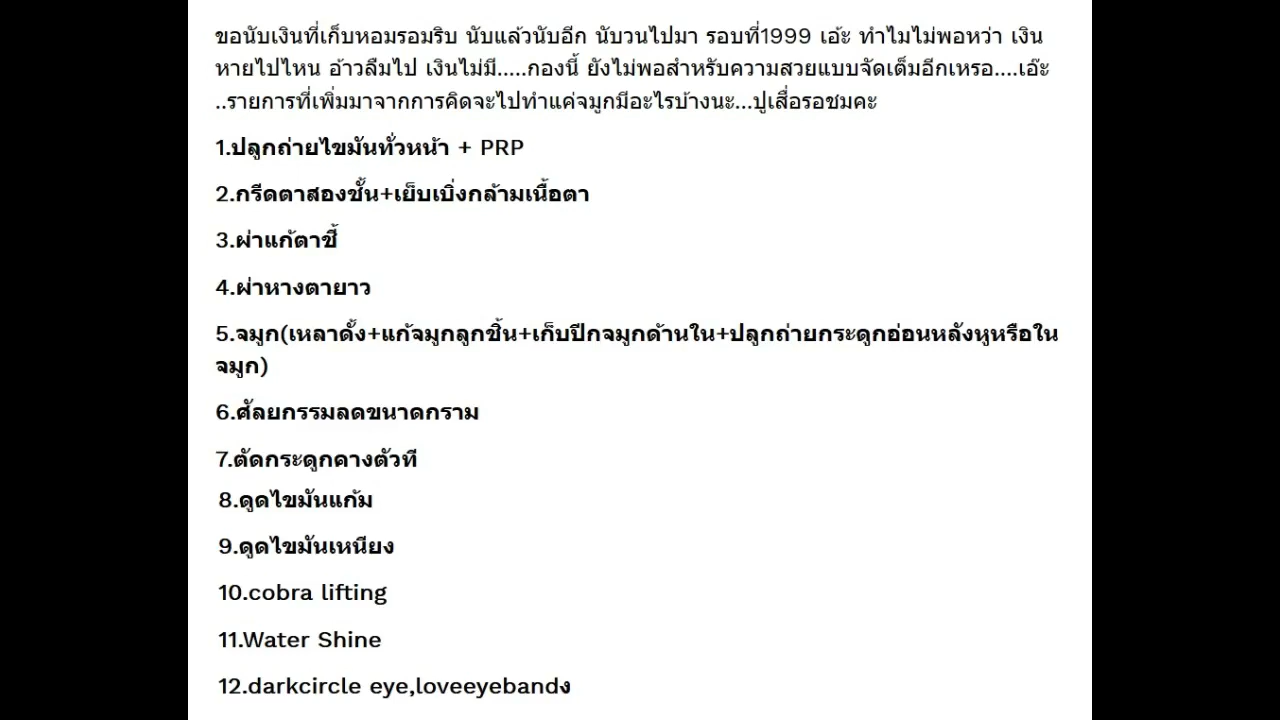 ขอนับเงินที่เก็บหอมรอมริบ นับแล้วนับอีก นับวนไปมา รอบที่1999 เอ๊ะ ทำไมไม่พอหว่า เงิน
หายไปไหน อ้าวลืมไป เงินไม่มี.....กองนี้ ยังไม่พอสำหรับความสวยแบบจัดเต็มอีกเหรอ....เอ๊ะ
..รายการที่เพิ่มมาจากการคิดจะไปทำแค่จมูกมีอะไรบ้างนะ...ปูเสื่อรอชมคะ
1.ปลูกถ่ายไขมันทั่วหน้า + PRP
2.กรีดตาสองชั้น+เย็บเบิ่งกล้ามเนื้อตา
3.ผ่าแก้ตาชี้
4.ผ่าหางตายาว
5.จมูก(เหลาดั้ง+แก้จมูกลูกชิ้น+เก็บปีกจมูกด้านใน+ปลูกถ่ายกระดูกอ่อนหลังหูหรือใน
จมูก)
6.ศัลยกรรมลดขนาดกราม
7.ตัดกระดูกคางตัวที
8.ดูดไขมันแก้ม
9.ดูดไขมันเหนียง
10.cobra lifting
11.Water Shine
12.darkcircle eye,loveeyebandง